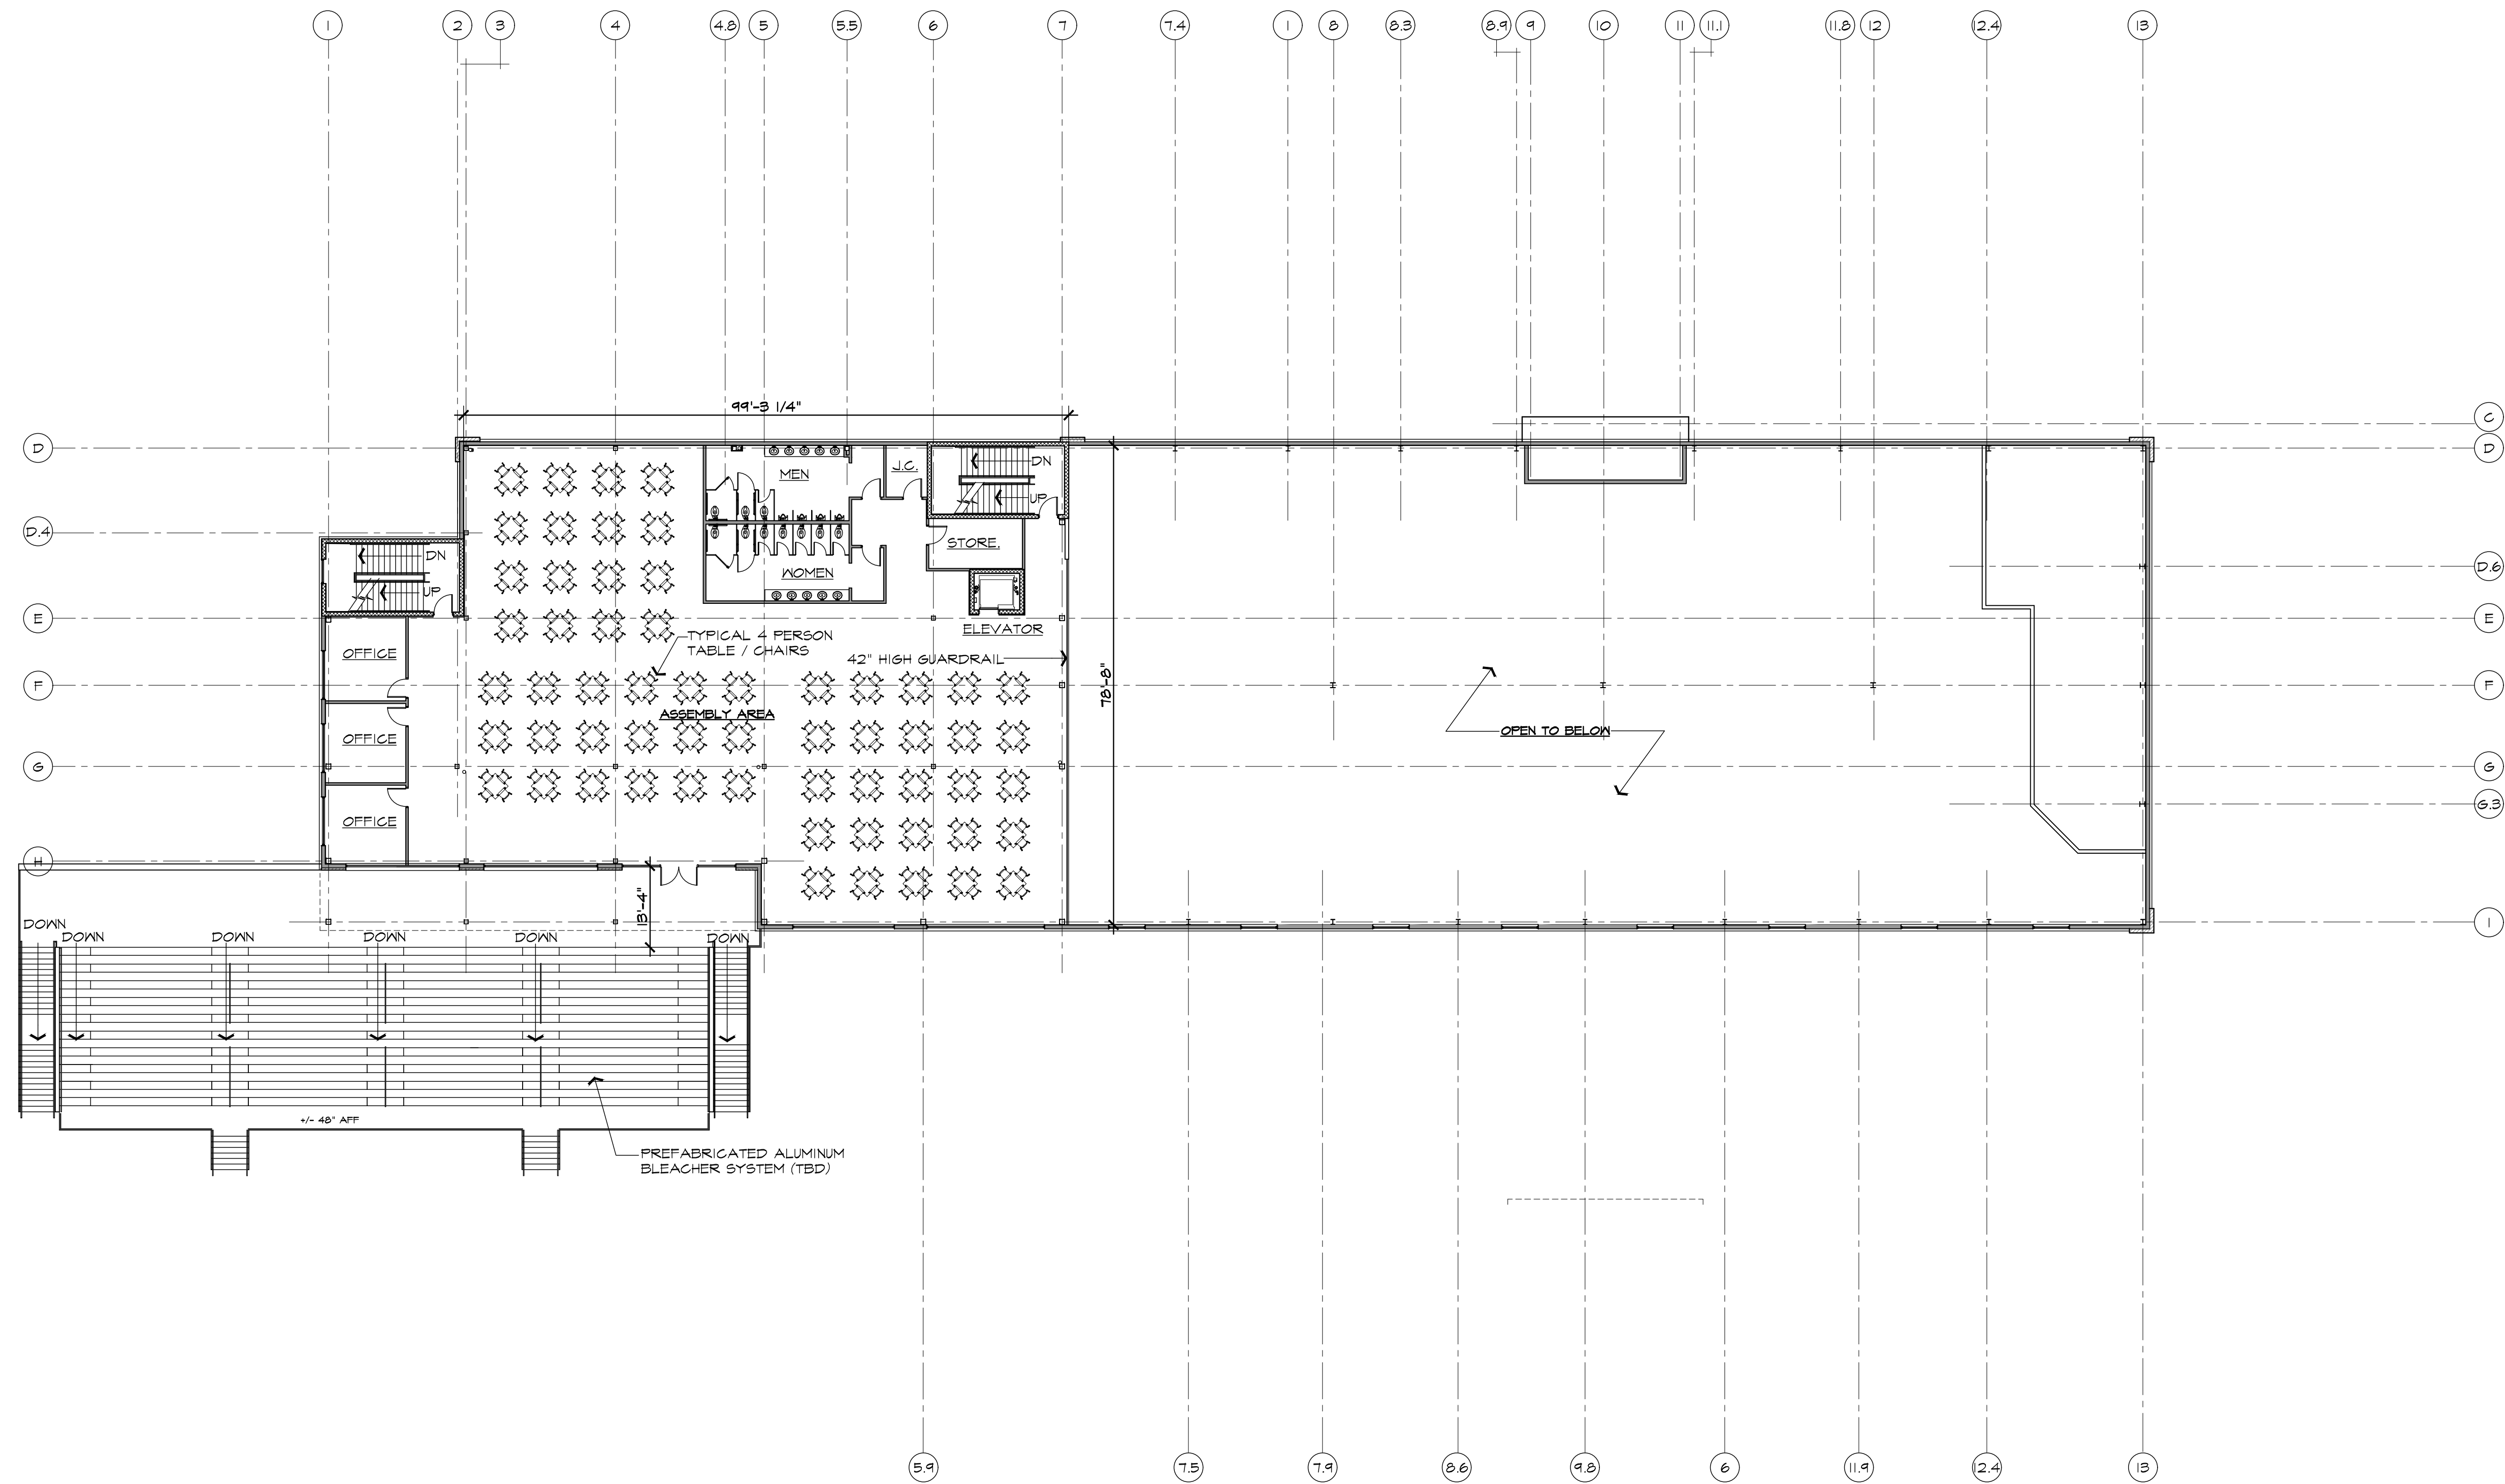 1 2 3 4 4.8 5 5.5 6 7 7.4 1 8 8.3 8.9 9 10 11 11.1 11.8 12 12.4 13
99'-3 1/4"
C
D
D
MEN
J.C.
DN
UP
D.4
STORE.
DN
UP
WOMEN
D.6
E
ELEVATOR
E
TYPICAL 4 PERSON
TABLE / CHAIRS
OFFICE
42" HIGH GUARDRAIL
78'-8"
F
F
ASSEMBLY AREA
OFFICE
OPEN TO BELOW
G
G
G.3
OFFICE
H
13'-4"
I
DOWN
DOWN
DOWN
DOWN
DOWN
DOWN
+/- 48" AFF
PREFABRICATED ALUMINUM
BLEACHER SYSTEM (TBD)
5.9 7.5 7.9 8.6 9.8 6 11.9 12.4 13